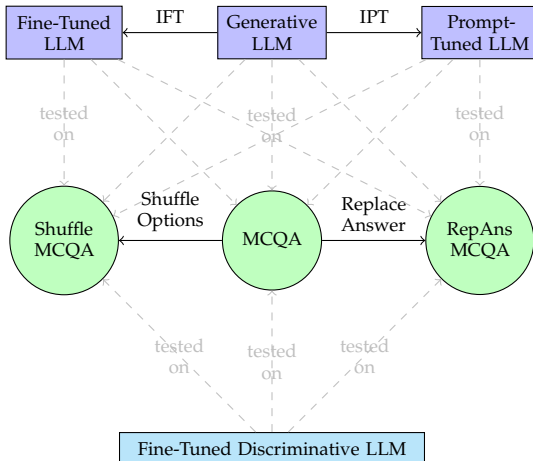 Fine-Tuned
LLM
IFT
Generative
LLM
IPT
Prompt-
Tuned LLM
tested
on
tested
on
tested
on
Shuffle
MCQA
Shuffle
Options
MCQA
Replace
Answer
RepAns
MCQA
tested
on
tested
on
tested
on
Fine-Tuned Discriminative LLM